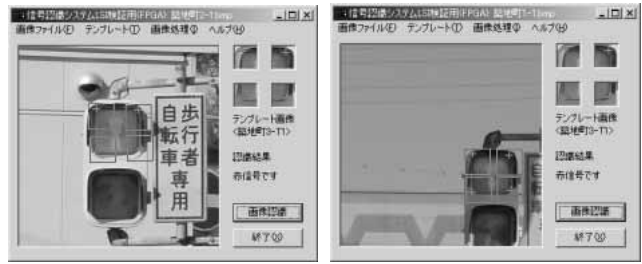 信号認識システムLSI検証用(FPGA) 築地町2-1.bmp
画像ファイル(F) テンプレート(T) 画像処理(I) ヘルプ(H)
歩行者専用
自転車
テンプレート画像
<築地町3-T1>
認識結果
赤信号です
画像認識
終了(X)
信号認識システムLSI検証用(FPGA) 築地町1-1.bmp
画像ファイル(F) テンプレート(T) 画像処理(I) ヘルプ(H)
テンプレート画像
<築地町3-T1>
認識結果
赤信号です
画像認識
終了(X)